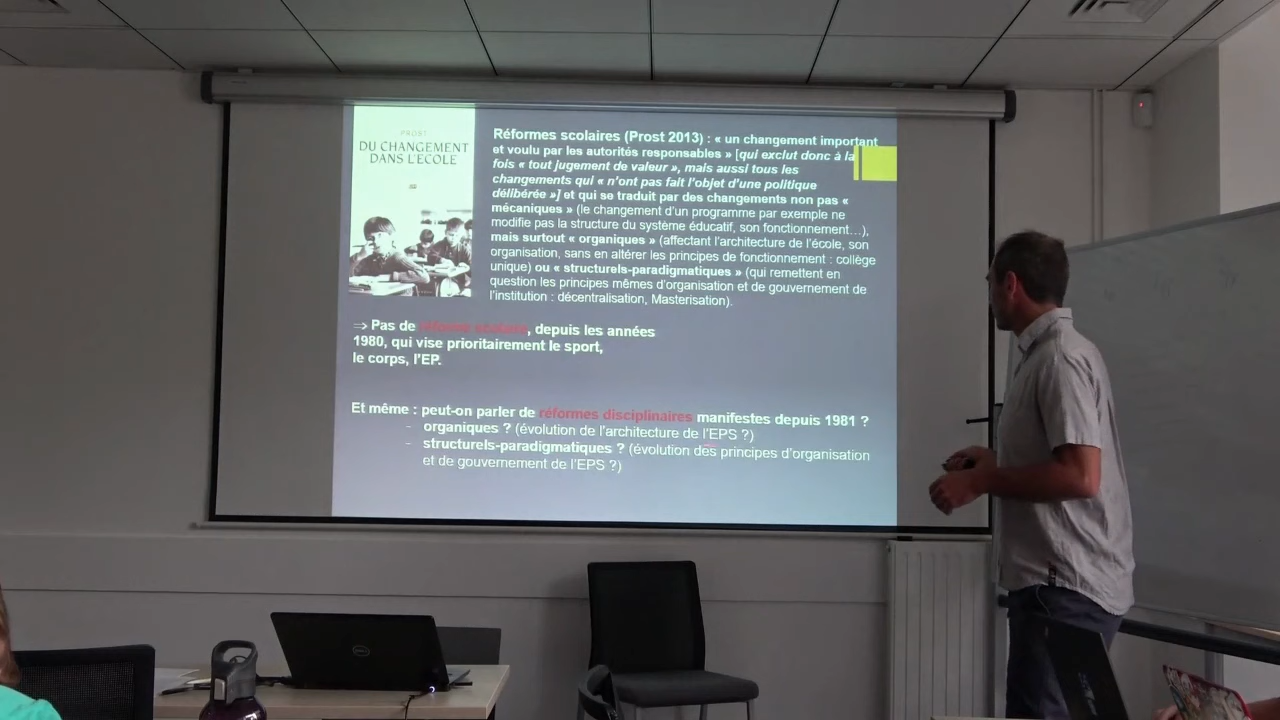 PROST
DU CHANGEMENT
DANS L'ÉCOLE
Réformes scolaires (Prost 2013) : « un changement important
et voulu par les autorités responsables » [qui exclut donc à la
fois « tout jugement de valeur », mais aussi tous les
changements qui « n'ont pas fait l'objet d'une politique
délibérée »] et qui se traduit par des changements non pas «
mécaniques » (le changement d'un programme par exemple ne
modifie pas la structure du système éducatif, son fonctionnement…),
mais surtout « organiques » (affectant l'architecture de l'école, son
organisation, sans en altérer les principes de fonctionnement : collège
unique) ou « structurels-paradigmatiques » (qui remettent en
question les principes mêmes d'organisation et de gouvernement de
l'institution : décentralisation, Masterisation).
⇒ Pas de réforme scolaire, depuis les années
1980, qui vise prioritairement le sport,
le corps, l'EP.
Et même : peut-on parler de réformes disciplinaires manifestes depuis 1981 ?
- organiques ? (évolution de l'architecture de l'EPS ?)
- structurels-paradigmatiques ? (évolution des principes d'organisation
et de gouvernement de l'EPS ?)
DELL